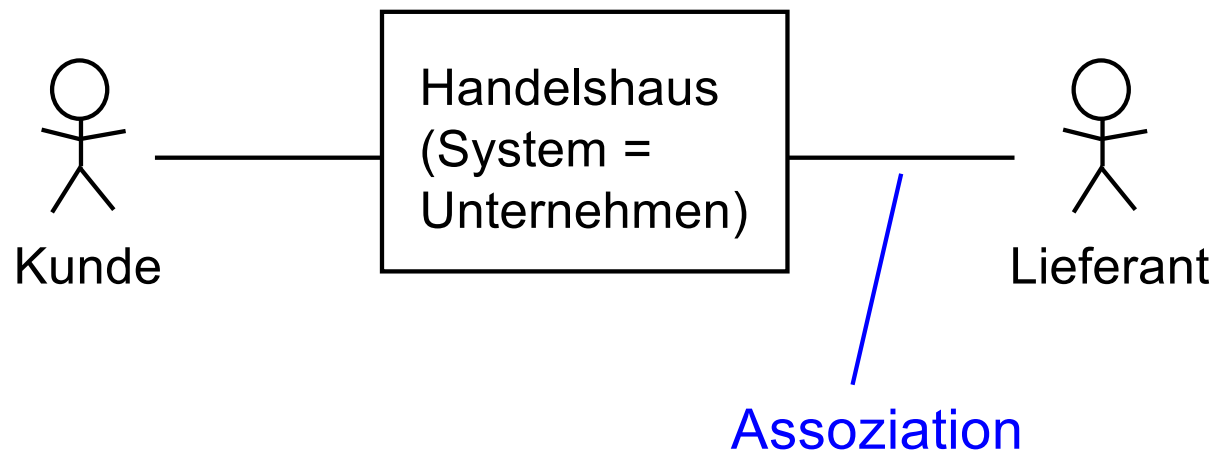 Handelshaus
(System =
Unternehmen)
Kunde
Lieferant
Assoziation